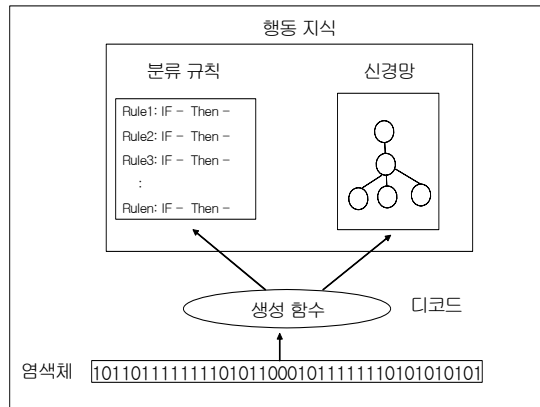 행동 지식
분류 규칙
신경망
Rule1: IF - Then -
Rule2: IF - Then -
Rule3: IF - Then -
:
Rulen: IF - Then -
생성 함수
디코드
염색체
1011011111111010110001011111111010101010101